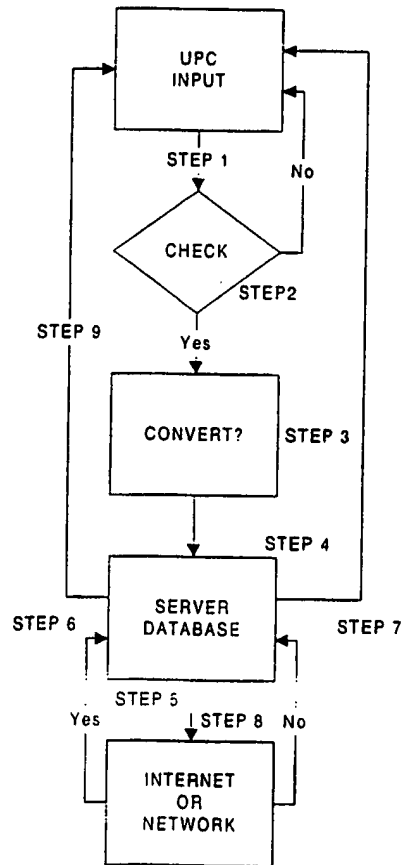 UPC
INPUT
STEP 1
No
CHECK
STEP2
STEP 9
Yes
CONVERT?
STEP 3
STEP 4
SERVER
DATABASE
STEP 6
STEP 7
STEP 5
Yes
STEP 8
No
INTERNET
OR
NETWORK